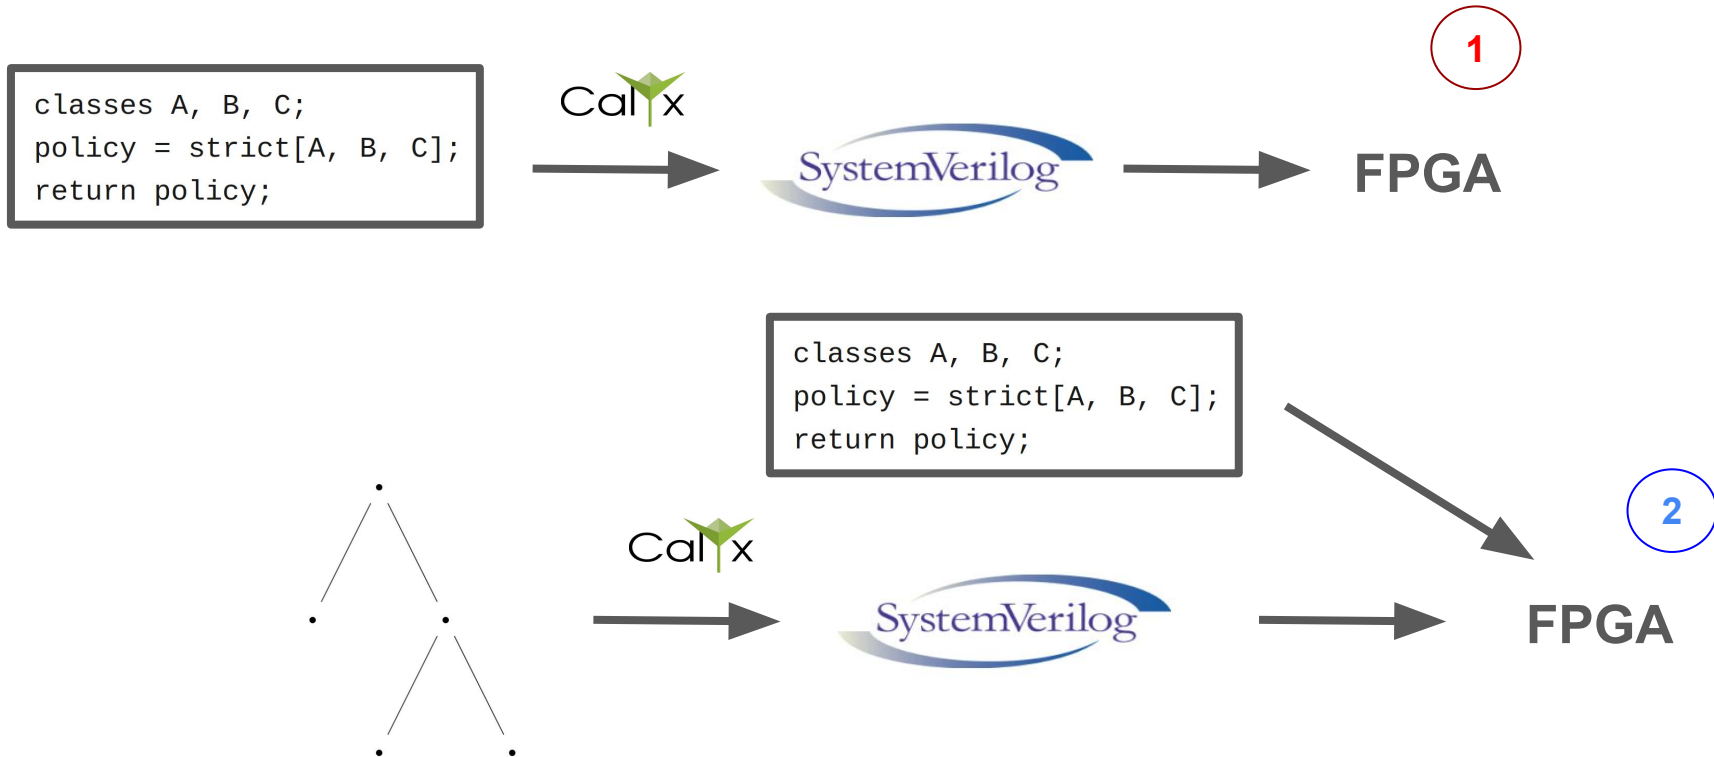 1
classes A, B, C;
policy = strict[A, B, C];
return policy;
Calyx
SystemVerilog
FPGA
classes A, B, C;
policy = strict[A, B, C];
return policy;
2
Calyx
SystemVerilog
FPGA